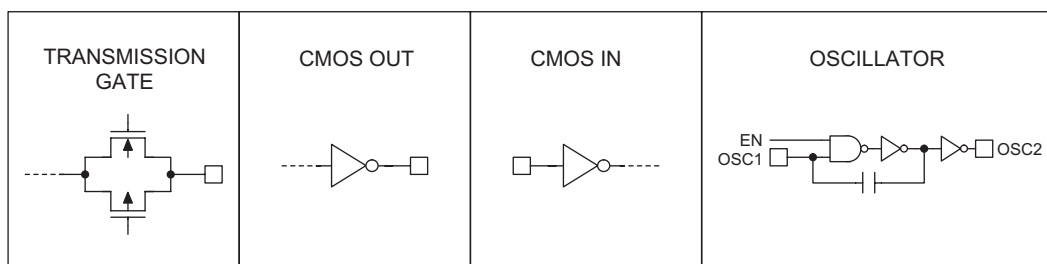 TRANSMISSION
GATE
CMOS OUT
CMOS IN
OSCILLATOR
EN
OSC1
OSC2